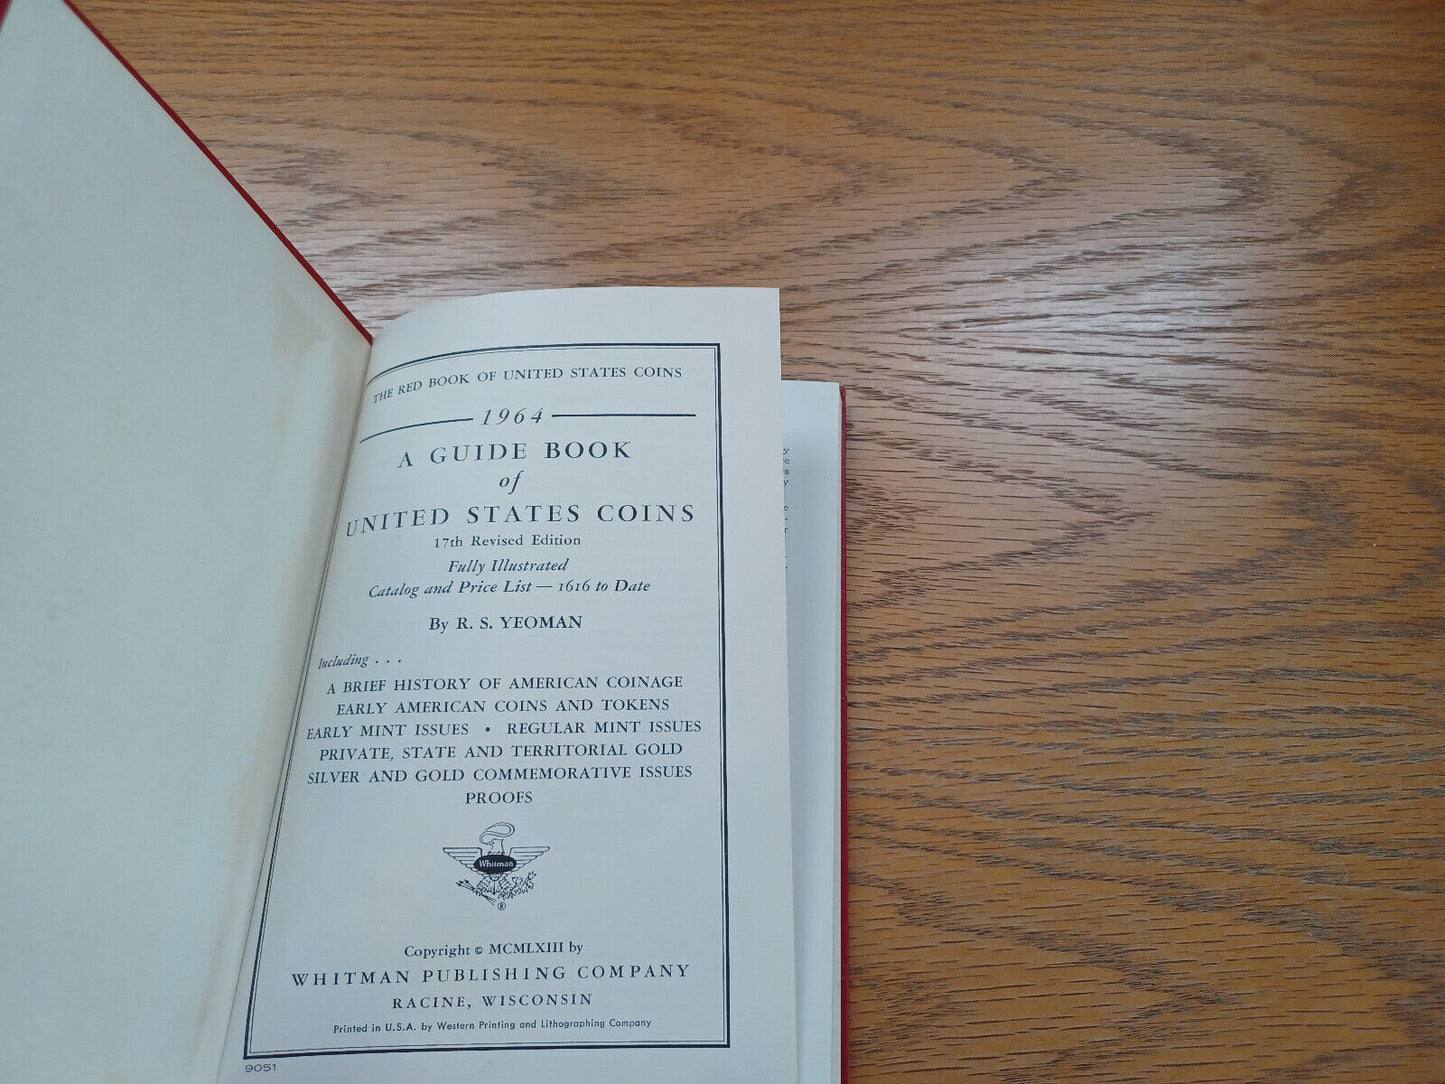 THE RED BOOK OF UNITED STATES COINS
1964
A GUIDE BOOK
of
UNITED STATES COINS
17th Revised Edition
Fully Illustrated
Catalog and Price List — 1616 to Date
By R. S. YEOMAN
Including . . .
A BRIEF HISTORY OF AMERICAN COINAGE
EARLY AMERICAN COINS AND TOKENS
EARLY MINT ISSUES • REGULAR MINT ISSUES
PRIVATE, STATE AND TERRITORIAL GOLD
SILVER AND GOLD COMMEMORATIVE ISSUES
PROOFS
Whitman
®
Copyright © MCMLXIII by
WHITMAN PUBLISHING COMPANY
RACINE, WISCONSIN
Printed in U.S.A. by Western Printing and Lithographing Company
9051